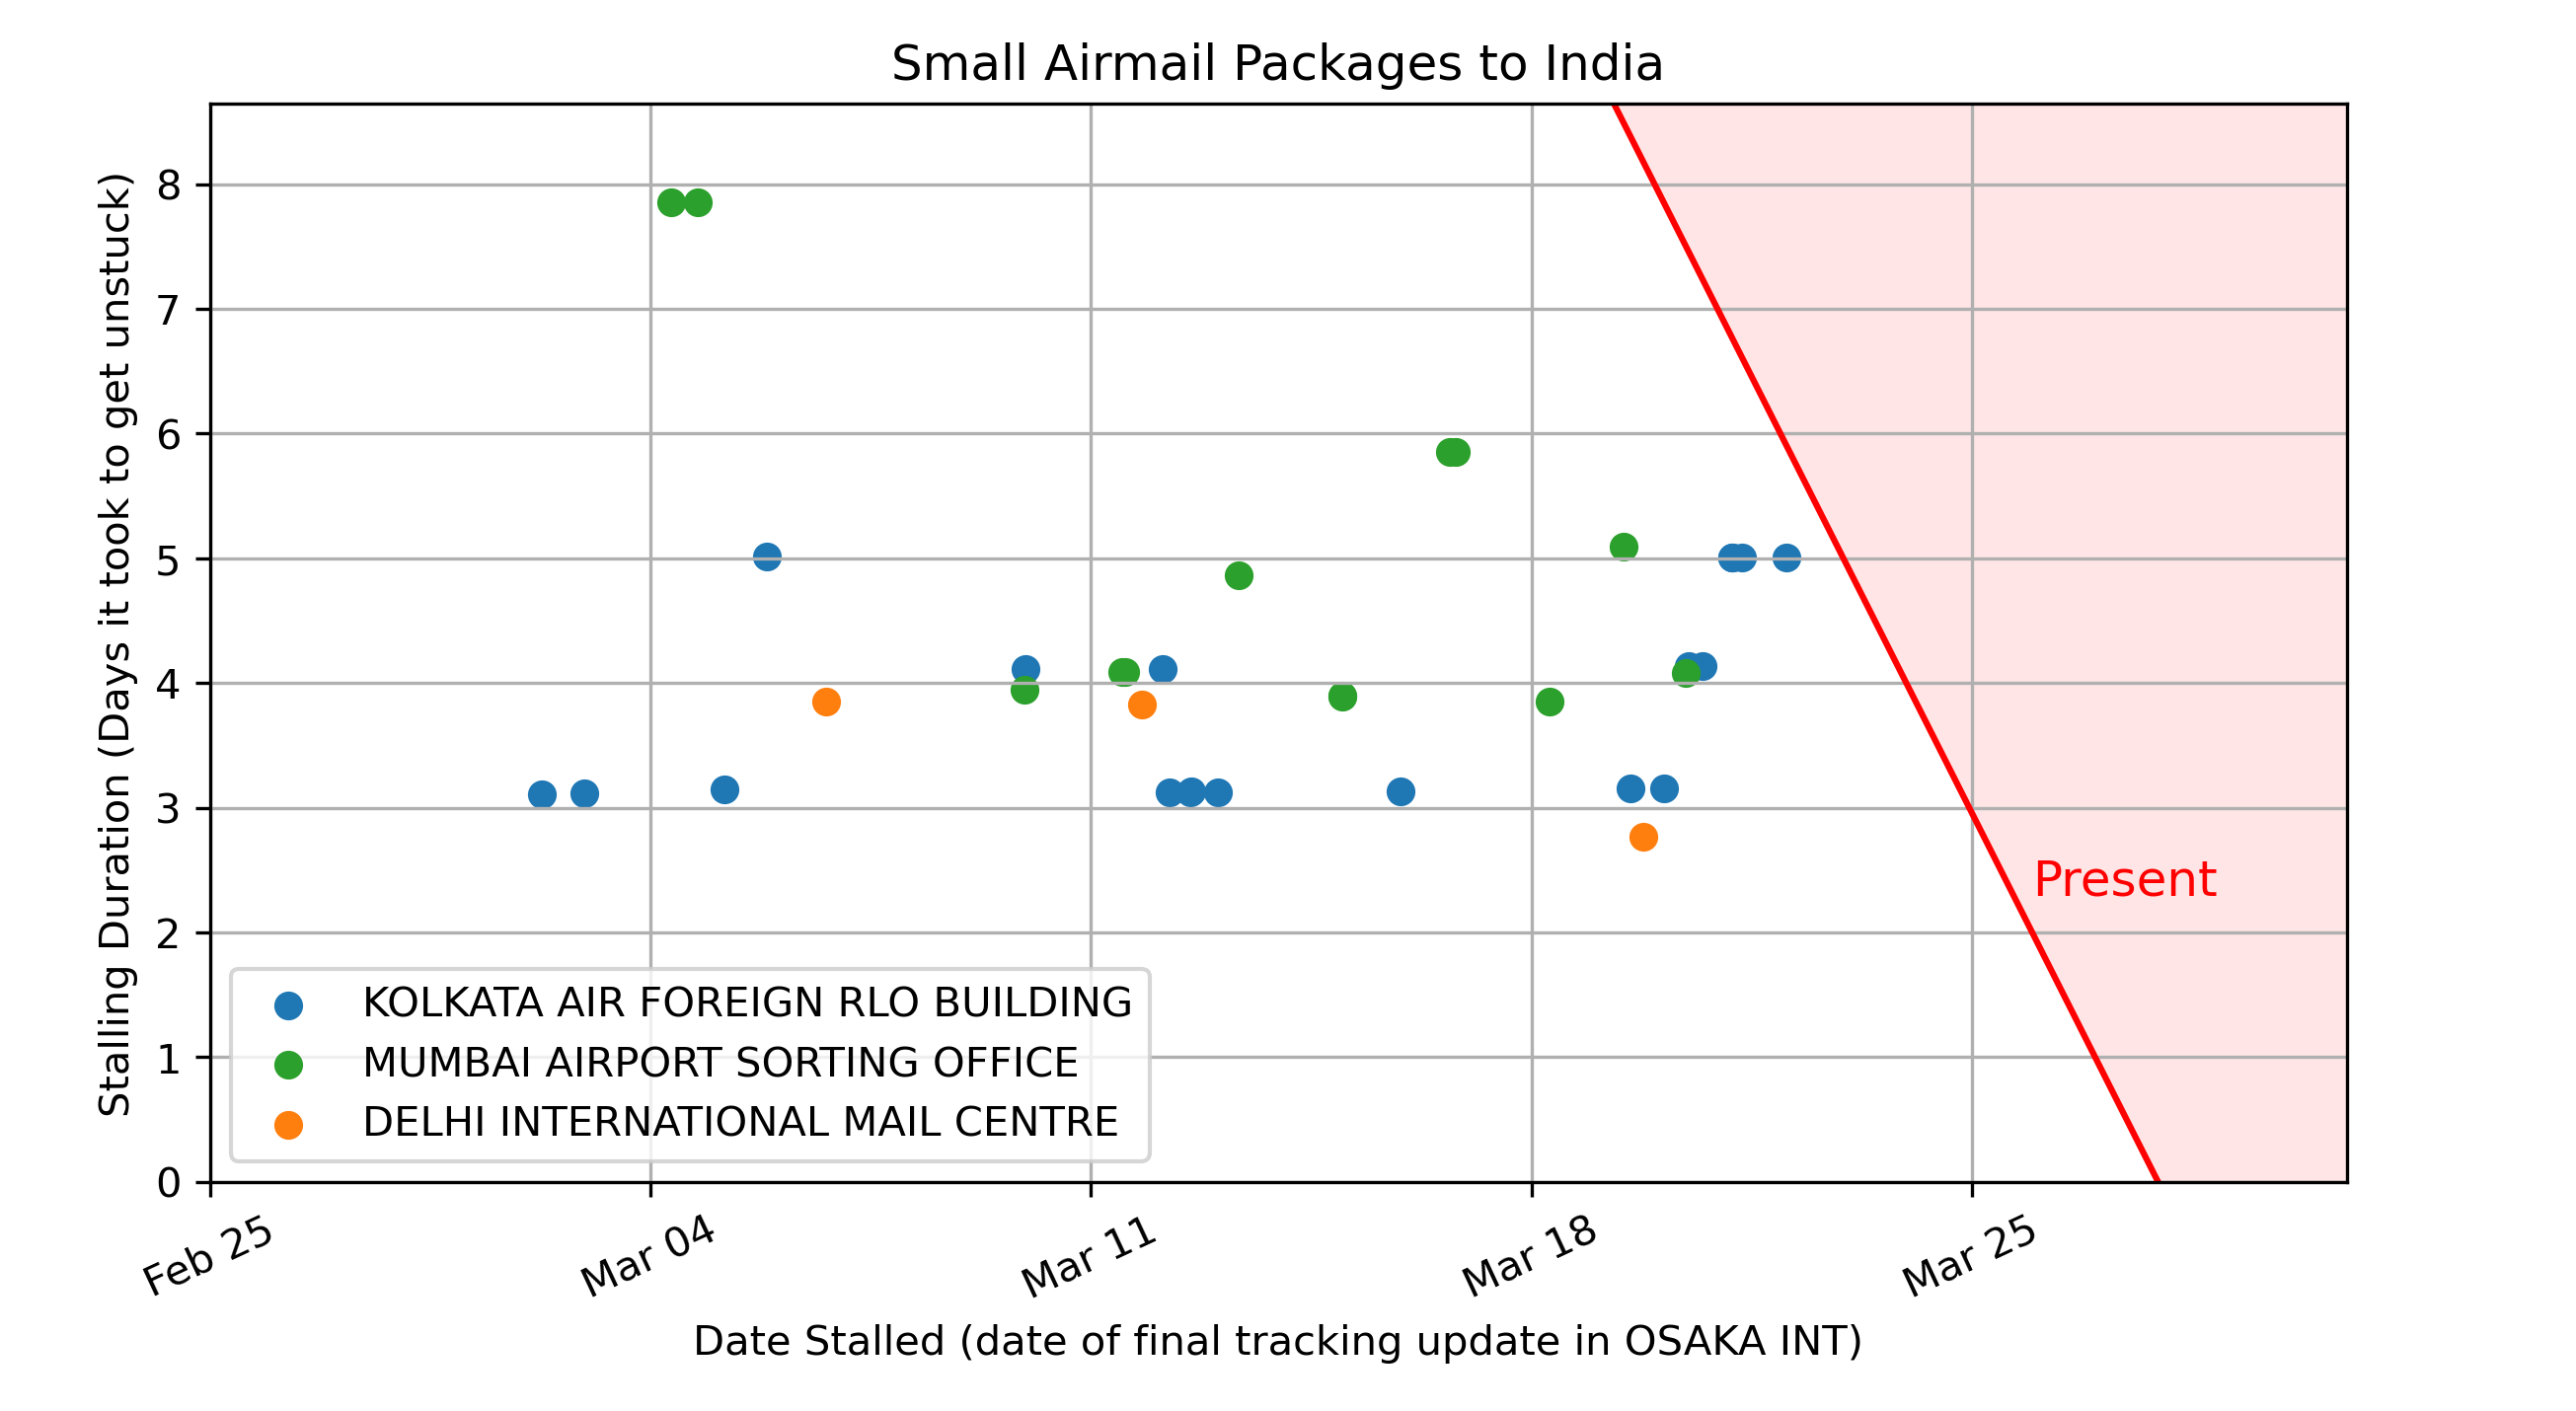 Small Airmail Packages to India
Stalling Duration (Days it took to get unstuck)
8
7
6
5
4
3
2
1
0
Present
KOLKATA AIR FOREIGN RLO BUILDING
MUMBAI AIRPORT SORTING OFFICE
DELHI INTERNATIONAL MAIL CENTRE
Feb 25
Mar 04
Mar 11
Mar 18
Mar 25
Date Stalled (date of final tracking update in OSAKA INT)